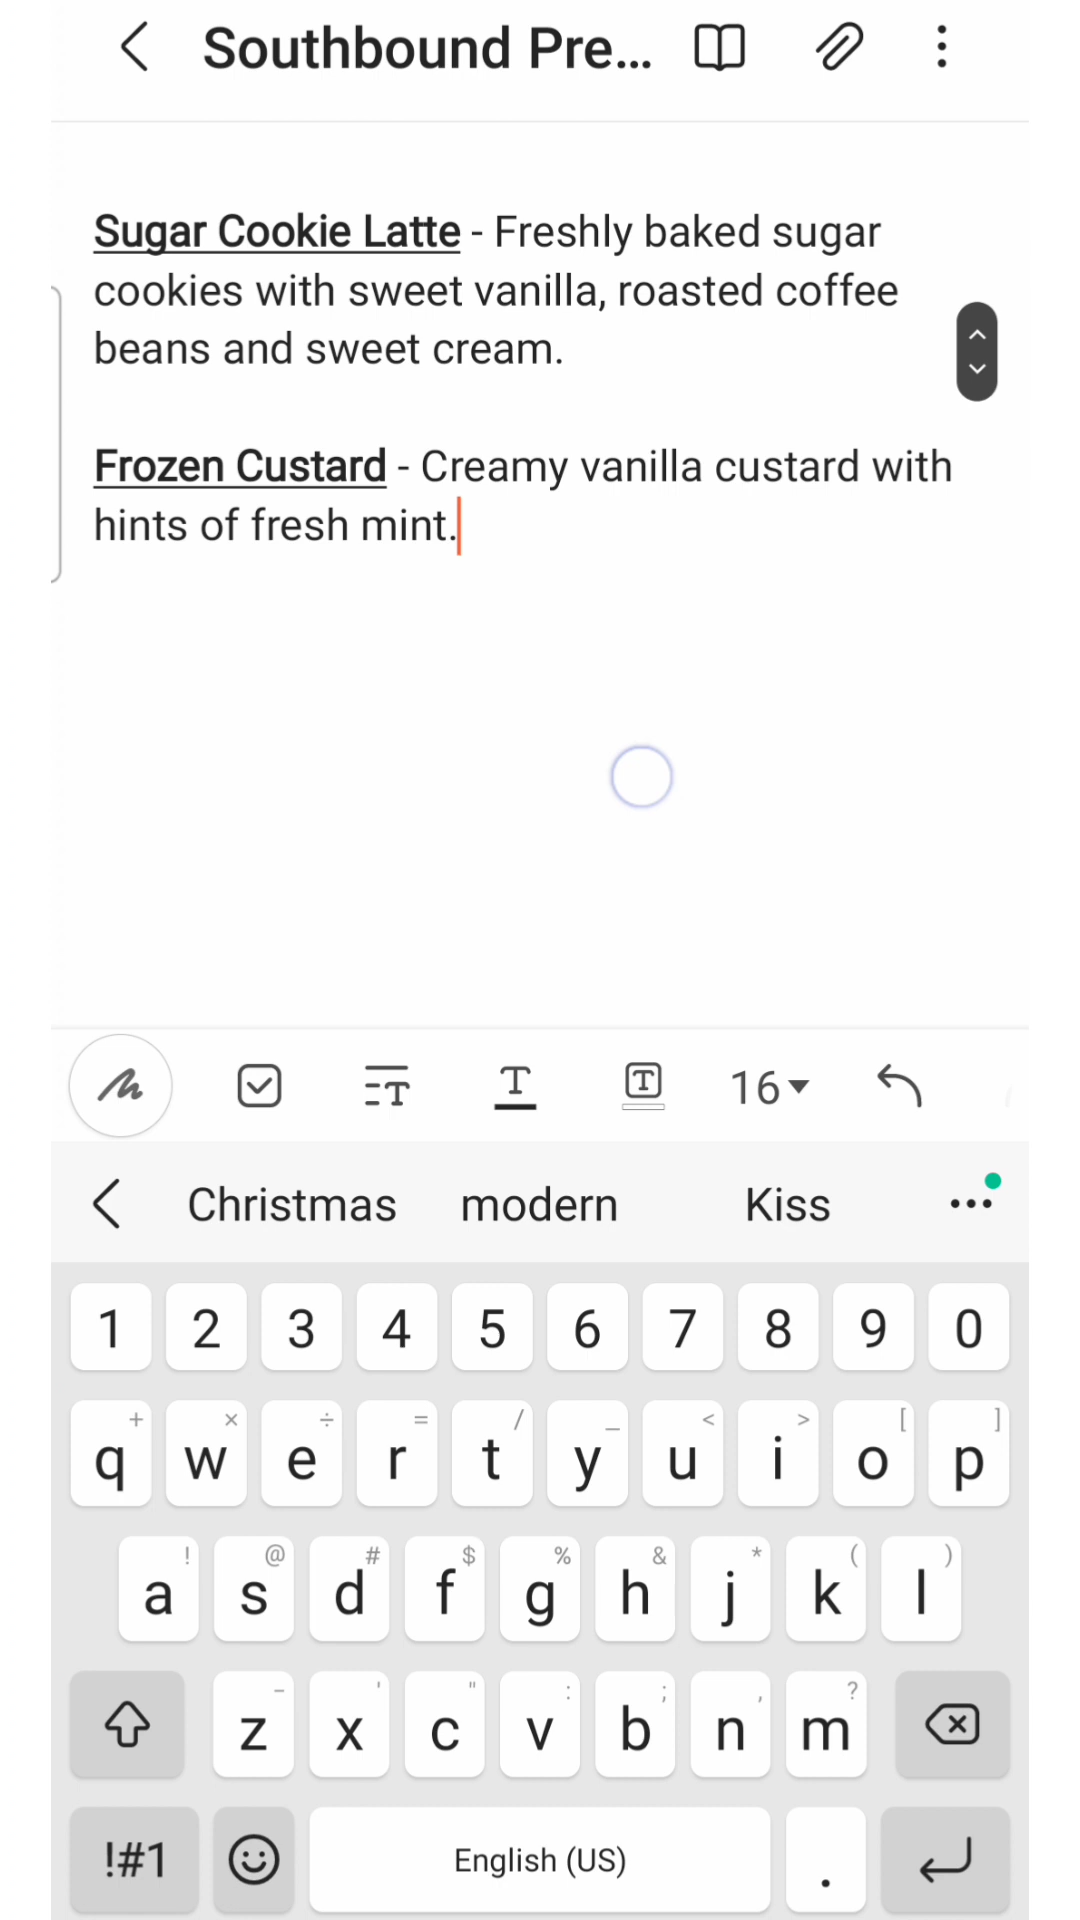 Southbound Pre...
Sugar Cookie Latte - Freshly baked sugar
cookies with sweet vanilla, roasted coffee
beans and sweet cream.
Frozen Custard - Creamy vanilla custard with
hints of fresh mint.
T T T 16
Christmas modern Kiss ...
1 2 3 4 5 6 7 8 9 0
+ × ÷ = / _ < > [ ]
q w e r t y u i o p
! @ # $ % & * ( )
a s d f g h j k l
- ' " : ; , ?
z x c v b n m
!#1 English (US) .